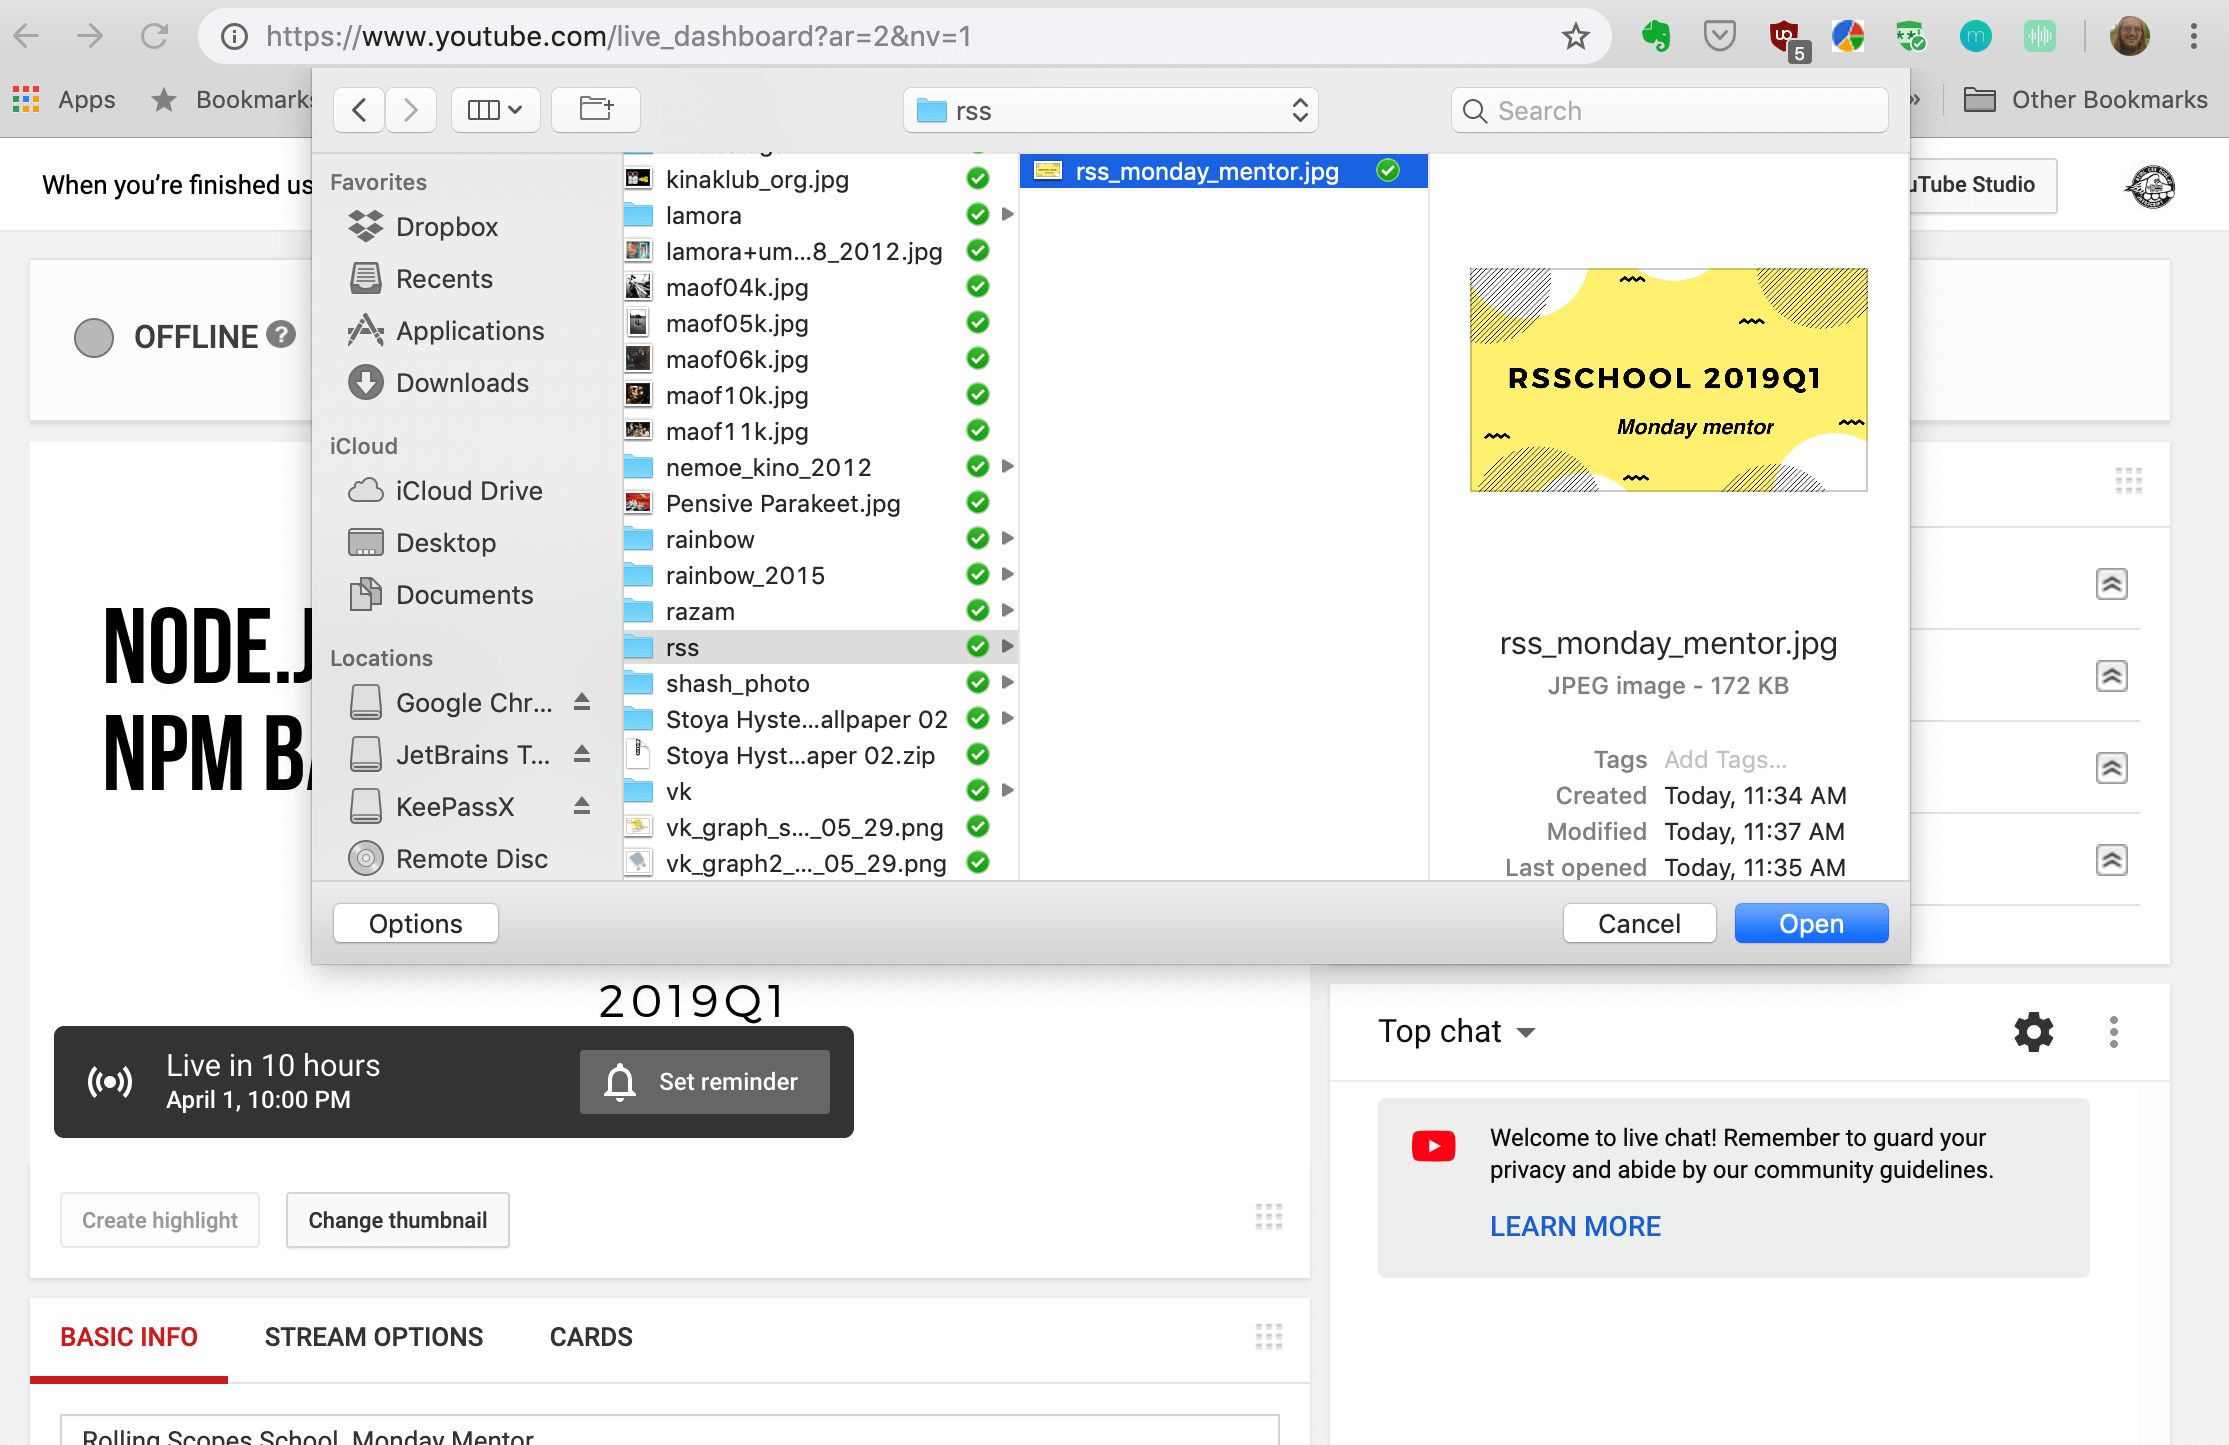 https://www.youtube.com/live_dashboard?ar=2&nv=1
5
Apps
Bookmarks
Other Bookmarks
rss
Search
When you're finished us
uTube Studio
OFFLINE
NODE.J
NPM BA
Favorites
Dropbox
Recents
Applications
Downloads
iCloud
iCloud Drive
Desktop
Documents
Locations
Google Chr...
JetBrains T...
KeePassX
Remote Disc
kinaklub_org.jpg
lamora
lamora+um...8_2012.jpg
maof04k.jpg
maof05k.jpg
maof06k.jpg
maof10k.jpg
maof11k.jpg
nemoe_kino_2012
Pensive Parakeet.jpg
rainbow
rainbow_2015
razam
rss
shash_photo
Stoya Hyste...allpaper 02
Stoya Hyst...aper 02.zip
vk
vk_graph_s..._05_29.png
vk_graph2_..._05_29.png
rss_monday_mentor.jpg
RSSCHOOL 2019Q1
Monday mentor
rss_monday_mentor.jpg
JPEG image - 172 KB
Tags Add Tags...
Created Today, 11:34 AM
Modified Today, 11:37 AM
Last opened Today, 11:35 AM
Options
Cancel
Open
2019Q1
Live in 10 hours
April 1, 10:00 PM
Set reminder
Create highlight
Change thumbnail
BASIC INFO
STREAM OPTIONS
CARDS
Rolling Scopes School. Monday Mentor
Top chat
Welcome to live chat! Remember to guard your
privacy and abide by our community guidelines.
LEARN MORE